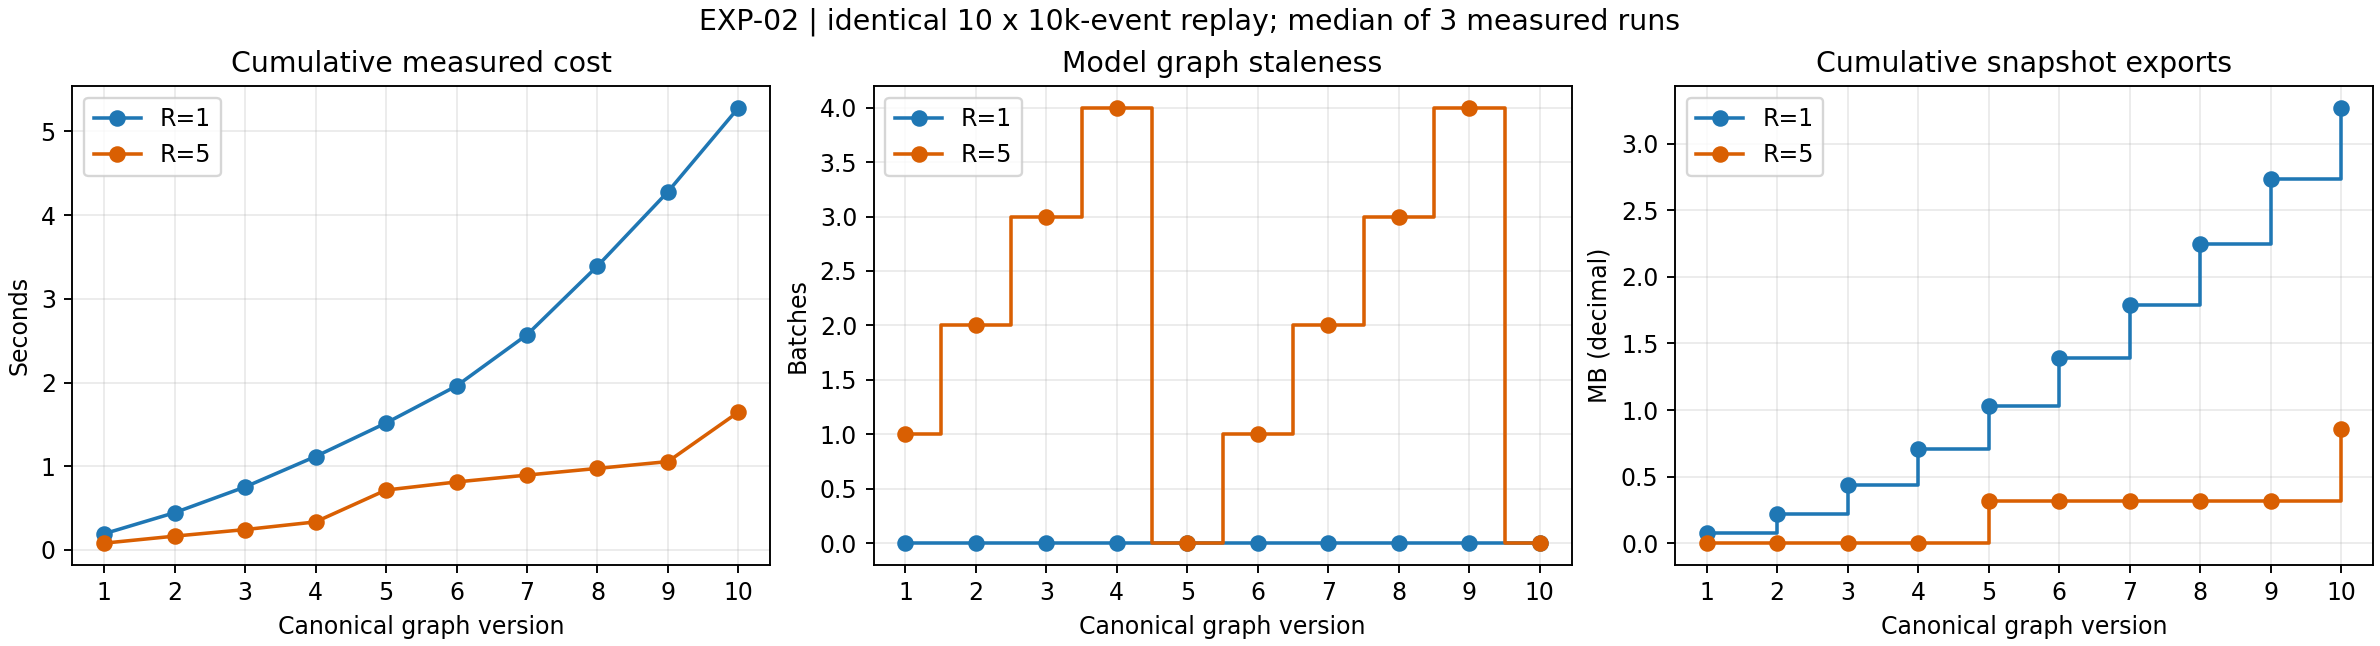 EXP-02 | identical 10 x 10k-event replay; median of 3 measured runs
Cumulative measured cost
R=1
R=5
Seconds
5
4
3
2
1
0
1 2 3 4 5 6 7 8 9 10
Canonical graph version
Model graph staleness
R=1
R=5
Batches
4.0
3.5
3.0
2.5
2.0
1.5
1.0
0.5
0.0
1 2 3 4 5 6 7 8 9 10
Canonical graph version
Cumulative snapshot exports
R=1
R=5
MB (decimal)
3.0
2.5
2.0
1.5
1.0
0.5
0.0
1 2 3 4 5 6 7 8 9 10
Canonical graph version